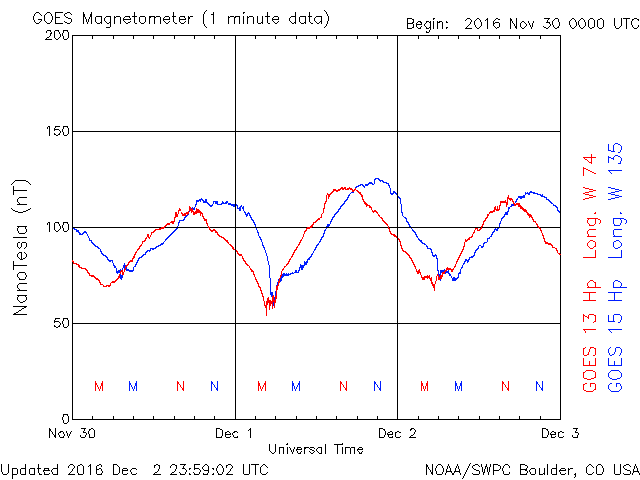 GOES Magnetometer (1 minute data)
Begin: 2016 Nov 30 0000 UTC
200
150
100
50
0
NanoTesla (nT)
M M N N M M N N M M N N
Nov 30 Dec 1 Dec 2 Dec 3
Universal Time
GOES 13 Hp Long. W 74
GOES 15 Hp Long. W 135
Updated 2016 Dec 2 23:59:02 UTC
NOAA/SWPC Boulder, CO USA